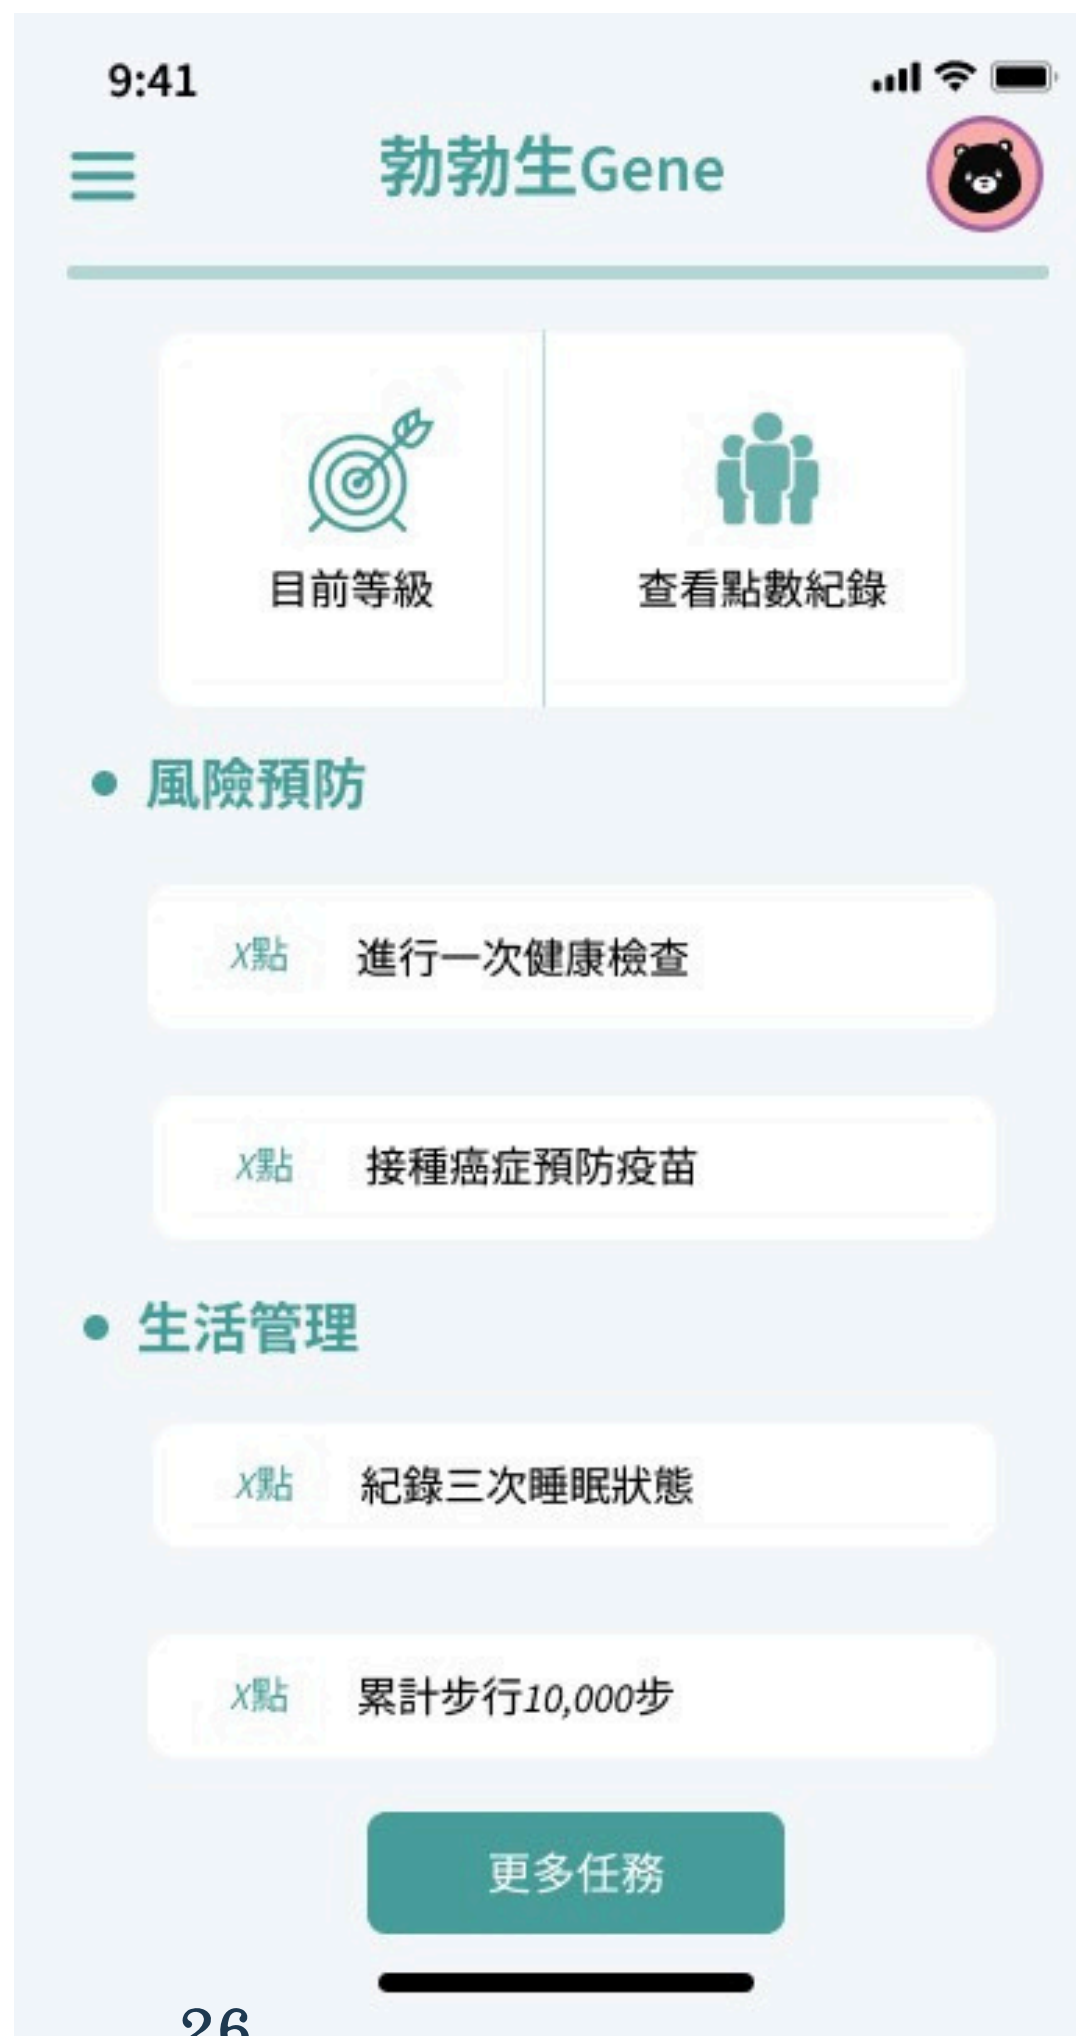 9:41
勃勃生Gene
目前等級
查看點數紀錄
風險預防
X點 進行一次健康檢查
X點 接種癌症預防疫苗
生活管理
X點 紀錄三次睡眠狀態
X點 累計步行10,000步
更多任務
26